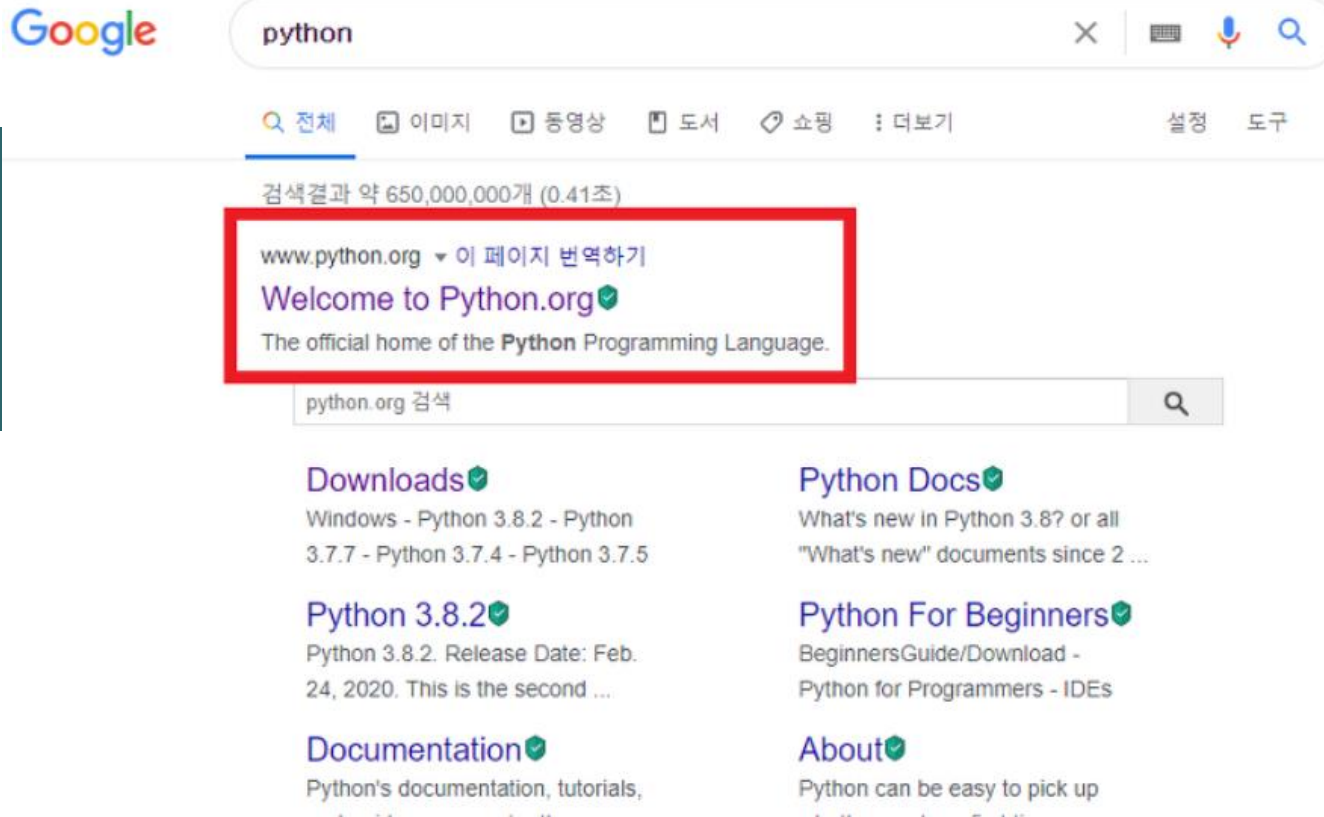 Google
python
전체 이미지 동영상 도서 쇼핑 더보기 설정 도구
검색결과 약 650,000,000개 (0.41초)
www.python.org 이 페이지 번역하기
Welcome to Python.org
The official home of the Python Programming Language.
python.org 검색
Downloads
Windows - Python 3.8.2 - Python
3.7.7 - Python 3.7.4 - Python 3.7.5
Python Docs
What's new in Python 3.8? or all
"What's new" documents since 2 ...
Python 3.8.2
Python 3.8.2. Release Date: Feb.
24, 2020. This is the second ...
Python For Beginners
BeginnersGuide/Download -
Python for Programmers - IDEs
Documentation
Python's documentation, tutorials,
About
Python can be easy to pick up